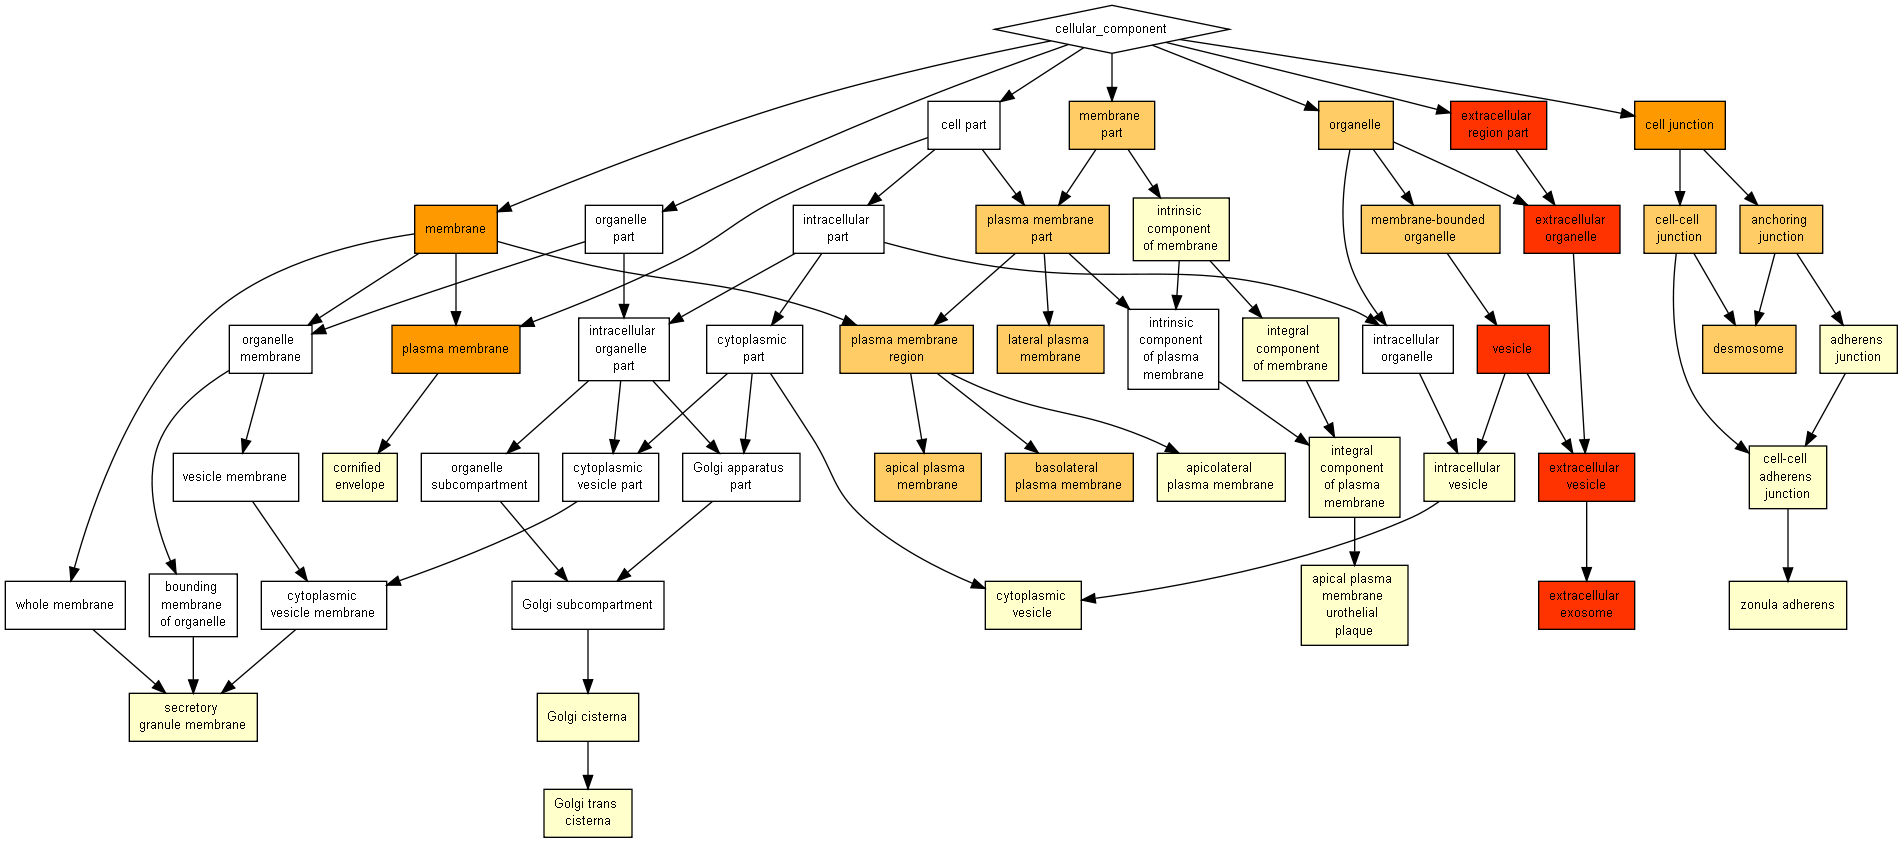 cellular_component
cell part
membrane
part
organelle
extracellular
region part
cell junction
membrane
organelle
part
intracellular
part
plasma membrane
part
intrinsic
component
of membrane
membrane-bounded
organelle
extracellular
organelle
cell-cell
junction
anchoring
junction
organelle
membrane
plasma membrane
intracellular
organelle
part
cytoplasmic
part
plasma membrane
region
lateral plasma
membrane
intrinsic
component
of plasma
membrane
integral
component
of membrane
intracellular
organelle
vesicle
desmosome
adherens
junction
vesicle membrane
cornified
envelope
organelle
subcompartment
cytoplasmic
vesicle part
Golgi apparatus
part
apical plasma
membrane
basolateral
plasma membrane
apicolateral
plasma membrane
integral
component
of plasma
membrane
intracellular
vesicle
extracellular
vesicle
cell-cell
adherens
junction
whole membrane
bounding
membrane
of organelle
cytoplasmic
vesicle membrane
Golgi subcompartment
cytoplasmic
vesicle
apical plasma
membrane
urothelial
plaque
extracellular
exosome
zonula adherens
secretory
granule membrane
Golgi cisterna
Golgi trans
cisterna